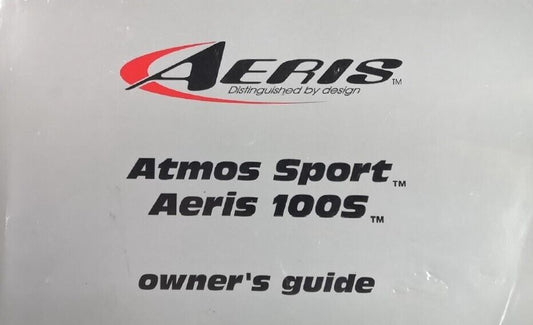 AERIS™
Distinguished by design
Atmos Sport™
Aeris 100S™
owner's guide